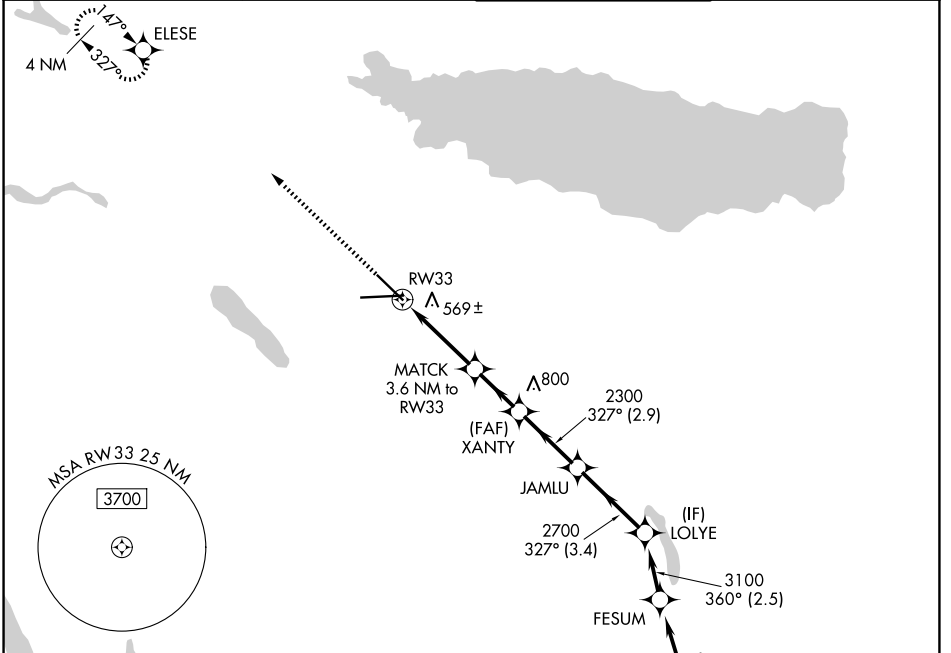 147°
ELESE
4 NM
327°
RW33
569±
MATCK
3.6 NM to
RW33
800
(FAF)
XANTY
2300
327° (2.9)
JAMLU
(IF)
LOLYE
2700
327° (3.4)
3100
360° (2.5)
FESUM
MSA RW33 25 NM
3700